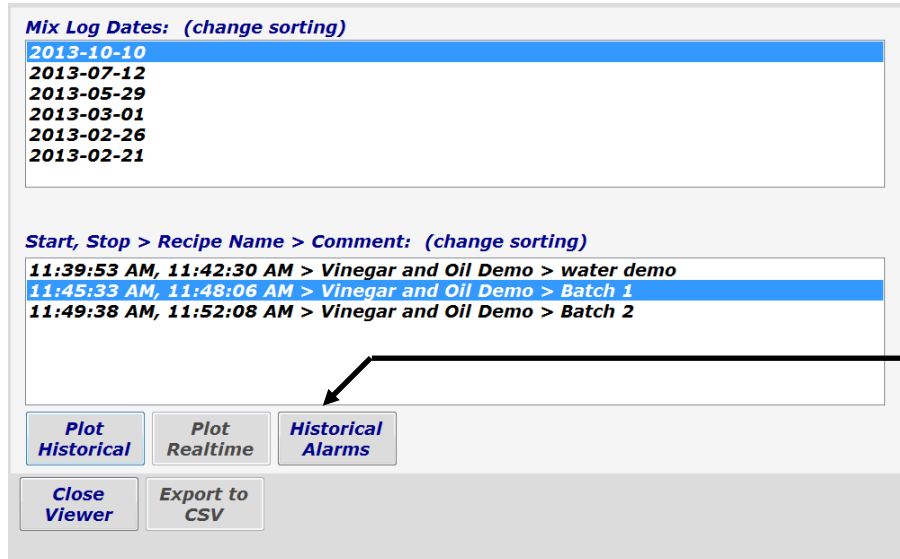 Mix Log Dates: (change sorting)
2013-10-10
2013-07-12
2013-05-29
2013-03-01
2013-02-26
2013-02-21
Start, Stop > Recipe Name > Comment: (change sorting)
11:39:53 AM, 11:42:30 AM > Vinegar and Oil Demo > water demo
11:45:33 AM, 11:48:06 AM > Vinegar and Oil Demo > Batch 1
11:49:38 AM, 11:52:08 AM > Vinegar and Oil Demo > Batch 2
Plot
Historical
Plot
Realtime
Historical
Alarms
Close
Viewer
Export to
CSV